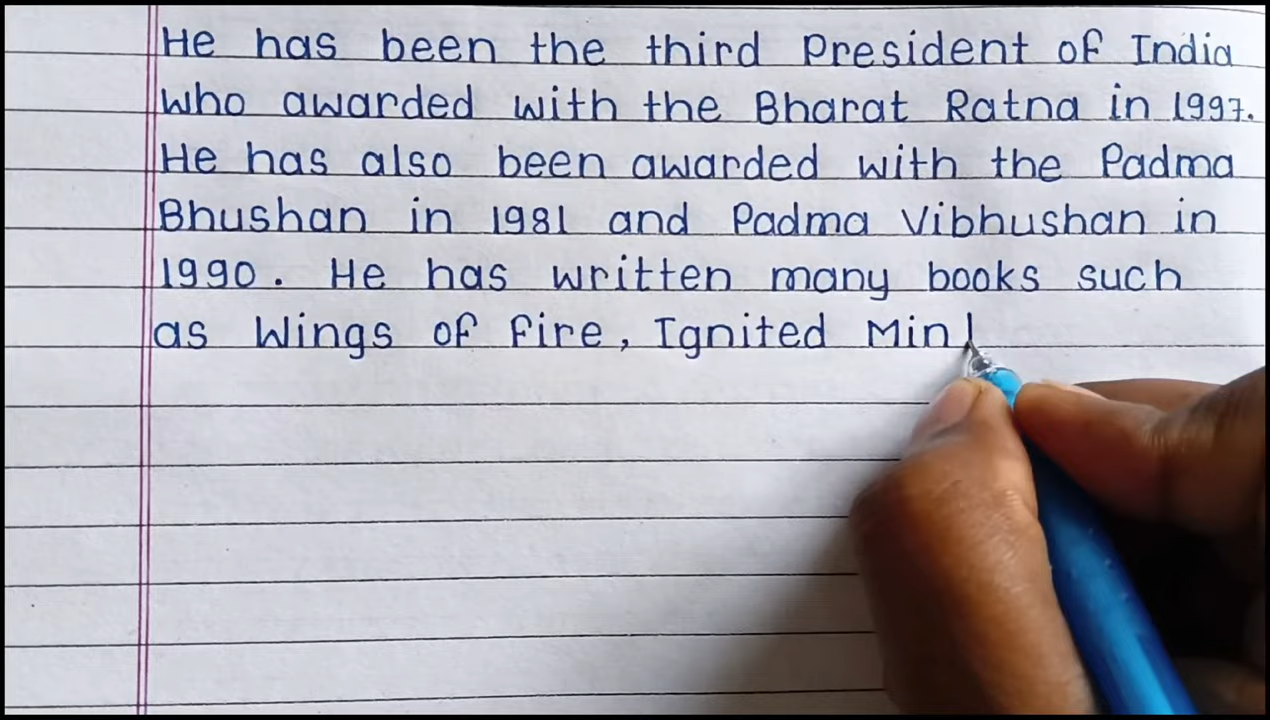 He has been the third President of India
who awarded with the Bharat Ratna in 1997.
He has also been awarded with the Padma
Bhushan in 1981 and Padma Vibhushan in
1990. He has written many books such
as Wings of Fire, Ignited Min